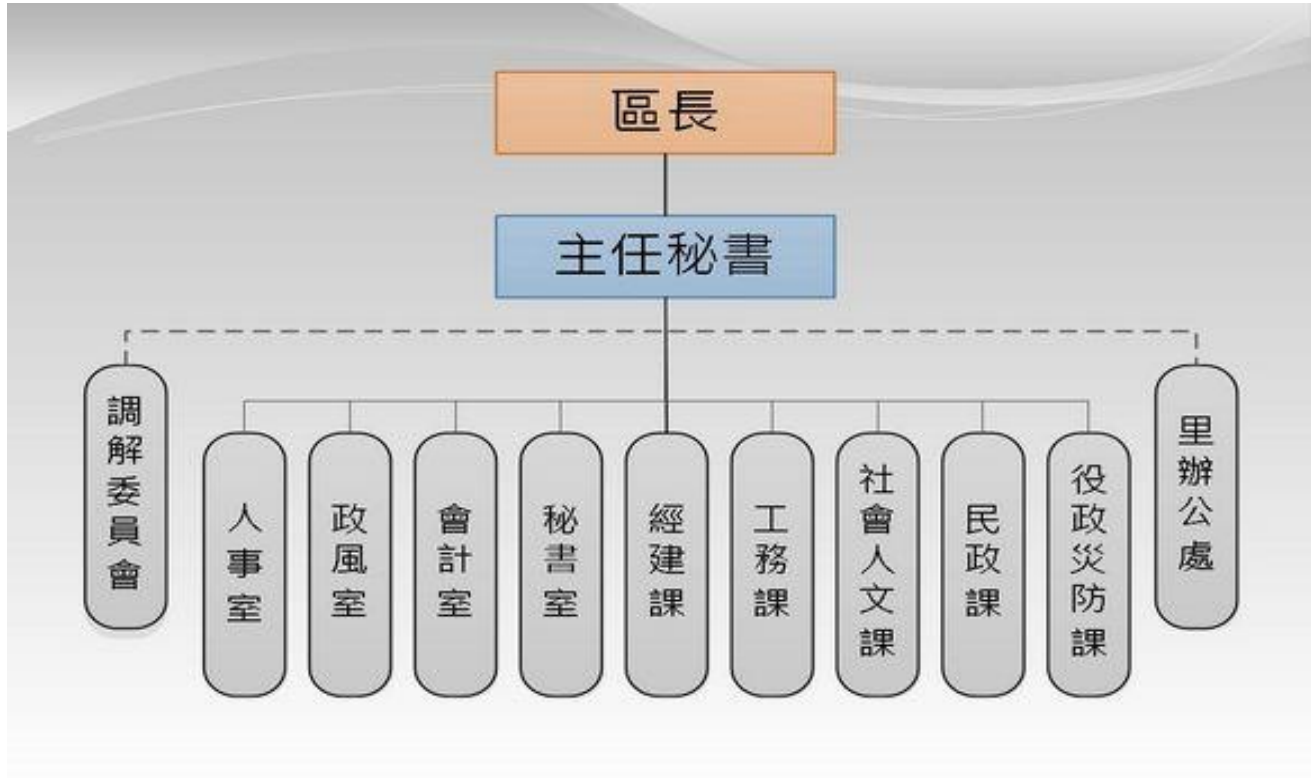 區長
主任秘書
調解委員會
人事室
政風室
會計室
秘書室
經建課
工務課
社會人文課
民政課
役政災防課
里辦公處